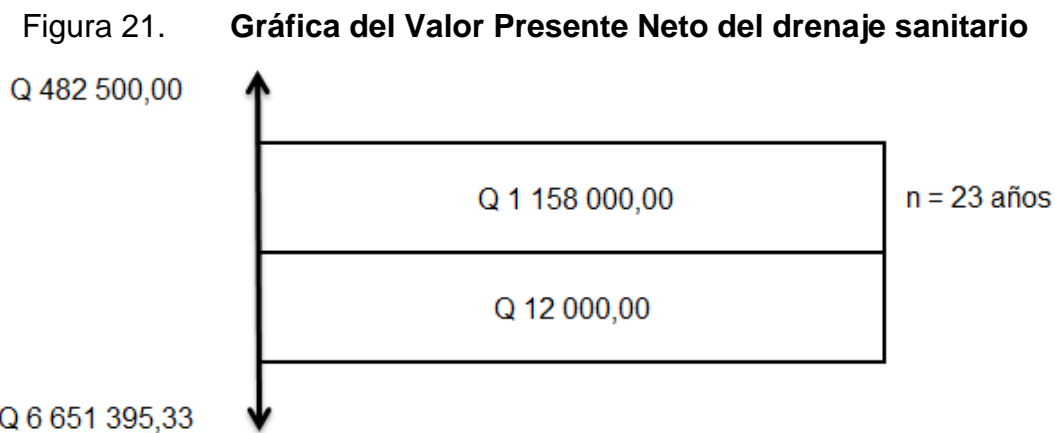 Figura 21. Gráfica del Valor Presente Neto del drenaje sanitario
Q 482 500,00
Q 1 158 000,00
n = 23 años
Q 12 000,00
Q 6 651 395,33